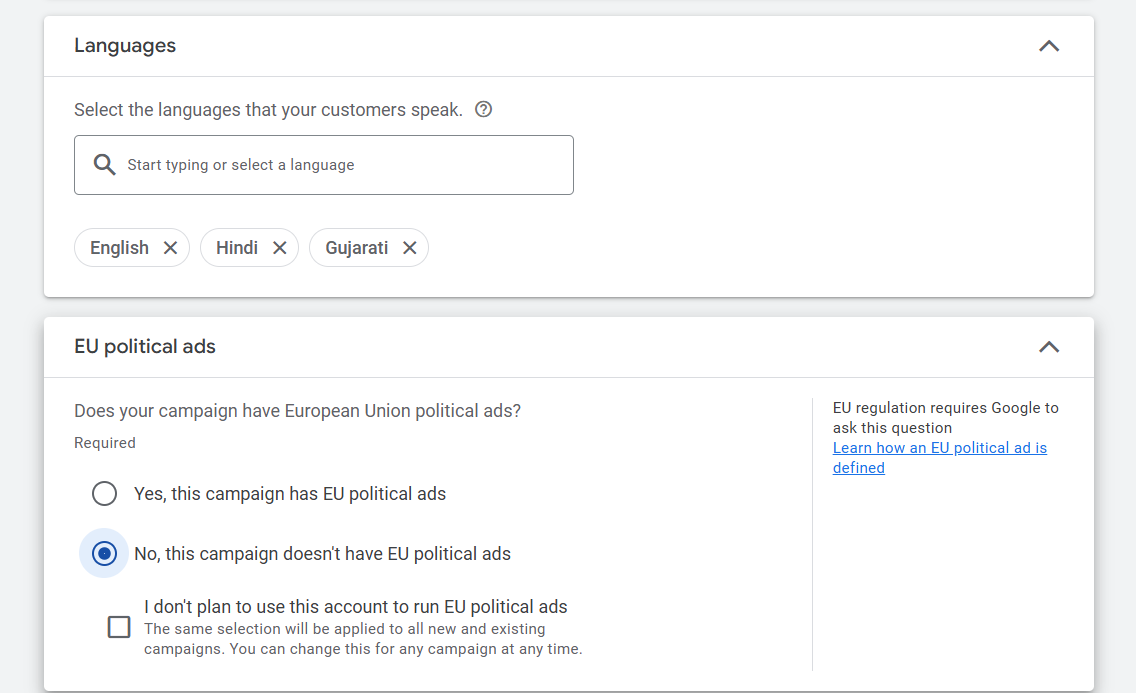 Languages
Select the languages that your customers speak.
Start typing or select a language
English
Hindi
Gujarati
EU political ads
Does your campaign have European Union political ads?
Required
Yes, this campaign has EU political ads
No, this campaign doesn't have EU political ads
I don't plan to use this account to run EU political ads
The same selection will be applied to all new and existing
campaigns. You can change this for any campaign at any time.
EU regulation requires Google to
ask this question
Learn how an EU political ad is
defined